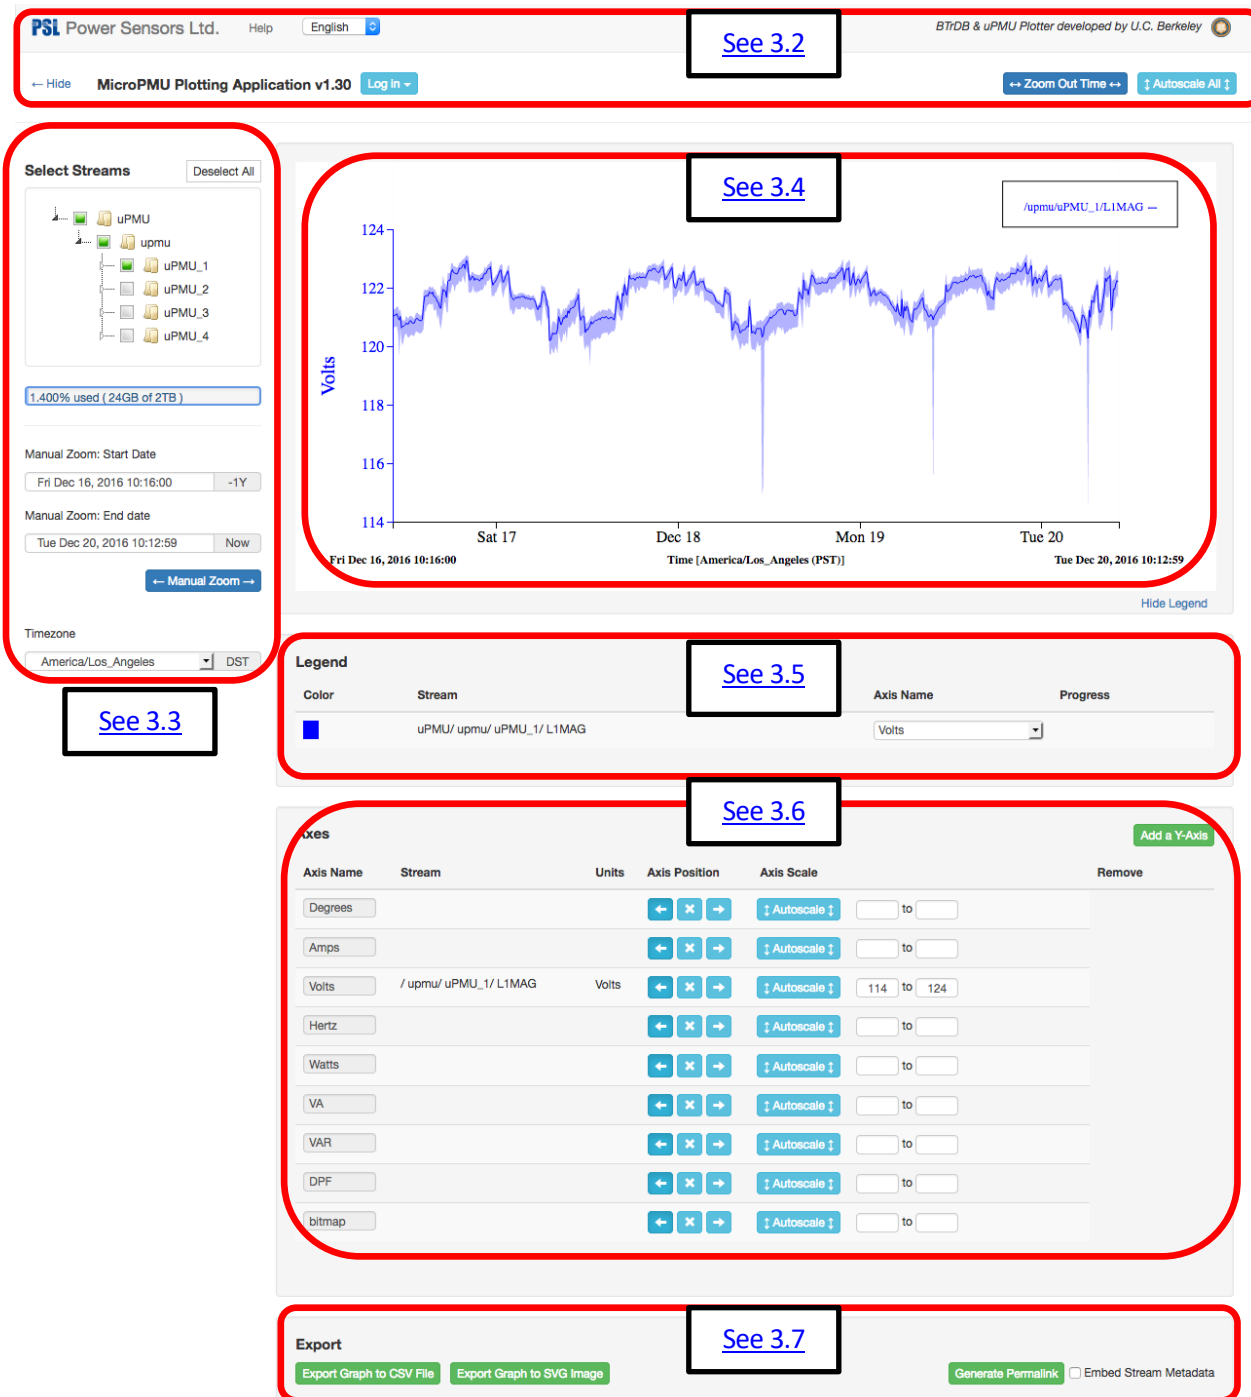 PSL Power Sensors Ltd. Help English
See 3.2
BTrDB & uPMU Plotter developed by U.C. Berkeley
← Hide MicroPMU Plotting Application v1.30 Log in
↔ Zoom Out Time ↔ ↕ Autoscale All ↕
Select Streams Deselect All
uPMU
upmu
uPMU_1
uPMU_2
uPMU_3
uPMU_4
1.400% used ( 24GB of 2TB )
Manual Zoom: Start Date
Fri Dec 16, 2016 10:16:00 -1Y
Manual Zoom: End date
Tue Dec 20, 2016 10:12:59 Now
← Manual Zoom →
Timezone
America/Los_Angeles DST
See 3.3
See 3.4
/upmu/uPMU_1/L1MAG —
124
122
120
118
116
114
Volts
Sat 17 Dec 18 Mon 19 Tue 20
Fri Dec 16, 2016 10:16:00 Time [America/Los_Angeles (PST)] Tue Dec 20, 2016 10:12:59
Hide Legend
Legend
See 3.5
Color Stream Axis Name Progress
uPMU/ upmu/ uPMU_1/ L1MAG Volts
See 3.6
Axes Add a Y-Axis
Axis Name Stream Units Axis Position Axis Scale Remove
Degrees ← × → ↕ Autoscale ↕ to
Amps ← × → ↕ Autoscale ↕ to
Volts / upmu/ uPMU_1/ L1MAG Volts ← × → ↕ Autoscale ↕ 114 to 124
Hertz ← × → ↕ Autoscale ↕ to
Watts ← × → ↕ Autoscale ↕ to
VA ← × → ↕ Autoscale ↕ to
VAR ← × → ↕ Autoscale ↕ to
DPF ← × → ↕ Autoscale ↕ to
bitmap ← × → ↕ Autoscale ↕ to
See 3.7
Export
Export Graph to CSV File Export Graph to SVG Image Generate Permalink Embed Stream Metadata